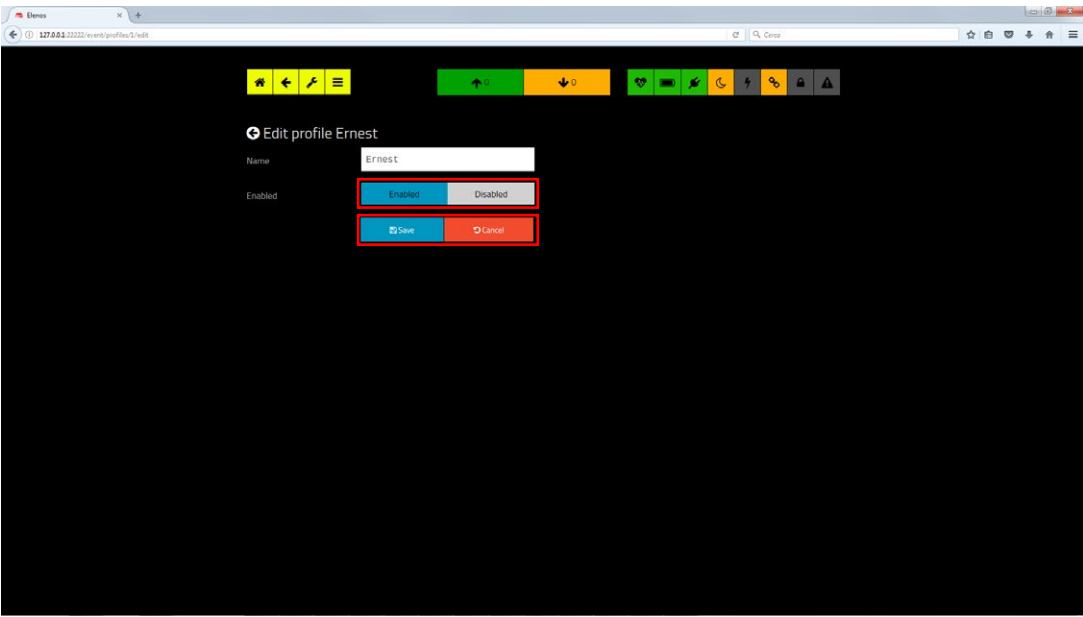 Elenos
127.0.0.1:22222/event/profiles/1/edit
Cerca
0
0
Edit profile Ernest
Name
Ernest
Enabled
Enabled
Disabled
Save
Cancel